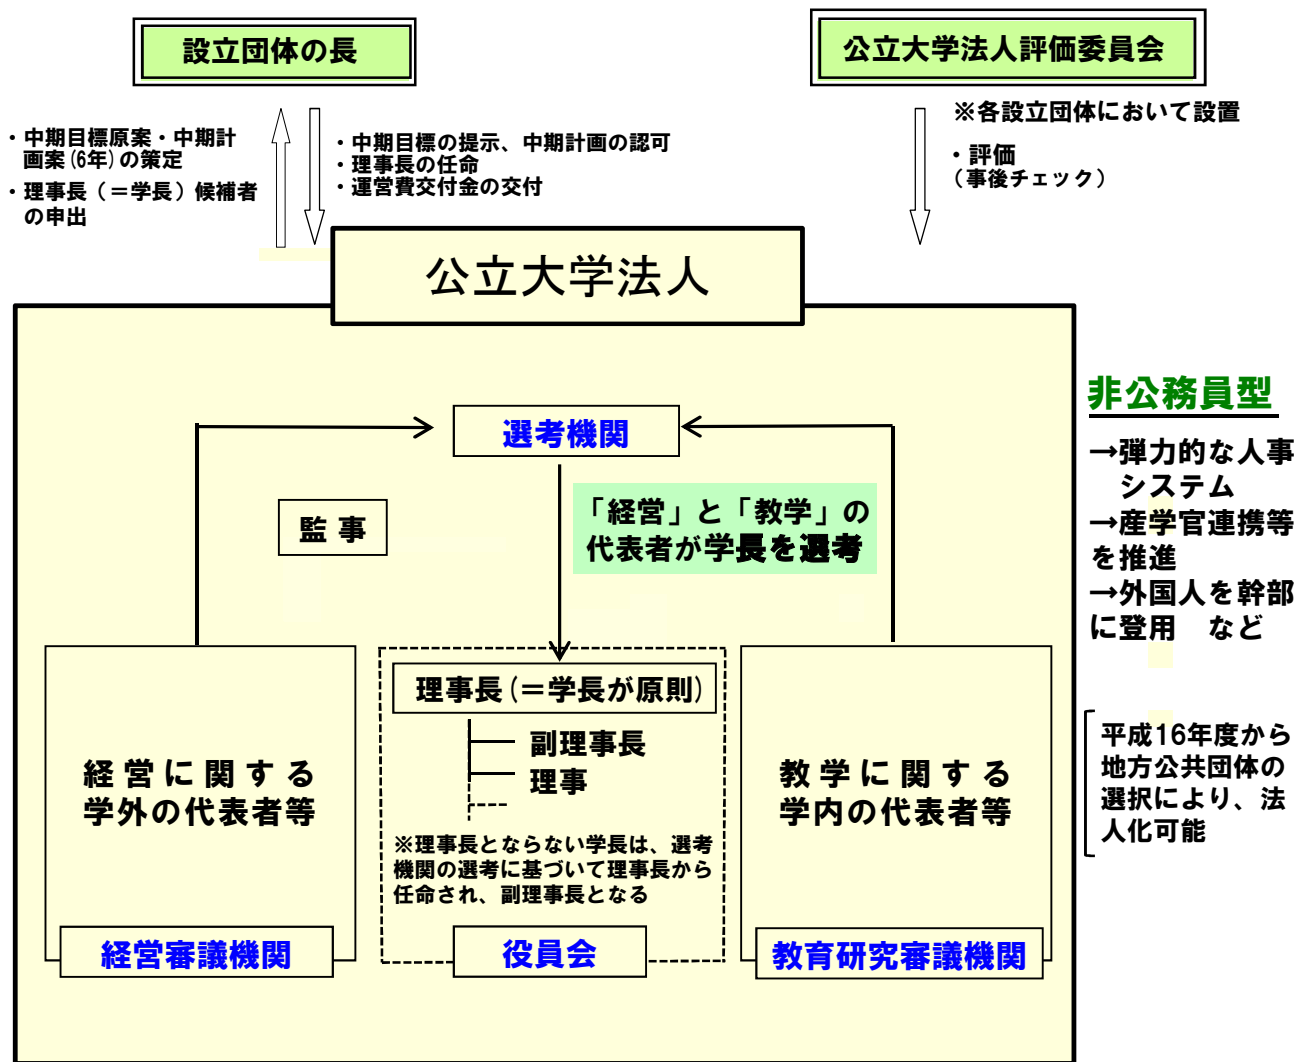 設立団体の長
公立大学法人評価委員会
・中期目標原案・中期計
画案(6年)の策定
・理事長(＝学長)候補者
の申出
・中期目標の提示、中期計画の認可
・理事長の任命
・運営費交付金の交付
※各設立団体において設置
・評価
(事後チェック)
公立大学法人
選考機関
監 事
「経営」と「教学」の
代表者が学長を選考
経 営 に 関 す る
学外の代表者等
経営審議機関
理事長(＝学長が原則)
副理事長
理事
※理事長とならない学長は、選考
機関の選考に基づいて理事長から
任命され、副理事長となる
役員会
教 学 に 関 す る
学内の代表者等
教育研究審議機関
非公務員型
→弾力的な人事
システム
→産学官連携等
を推進
→外国人を幹部
に登用 など
平成16年度から
地方公共団体の
選択により、法
人化可能